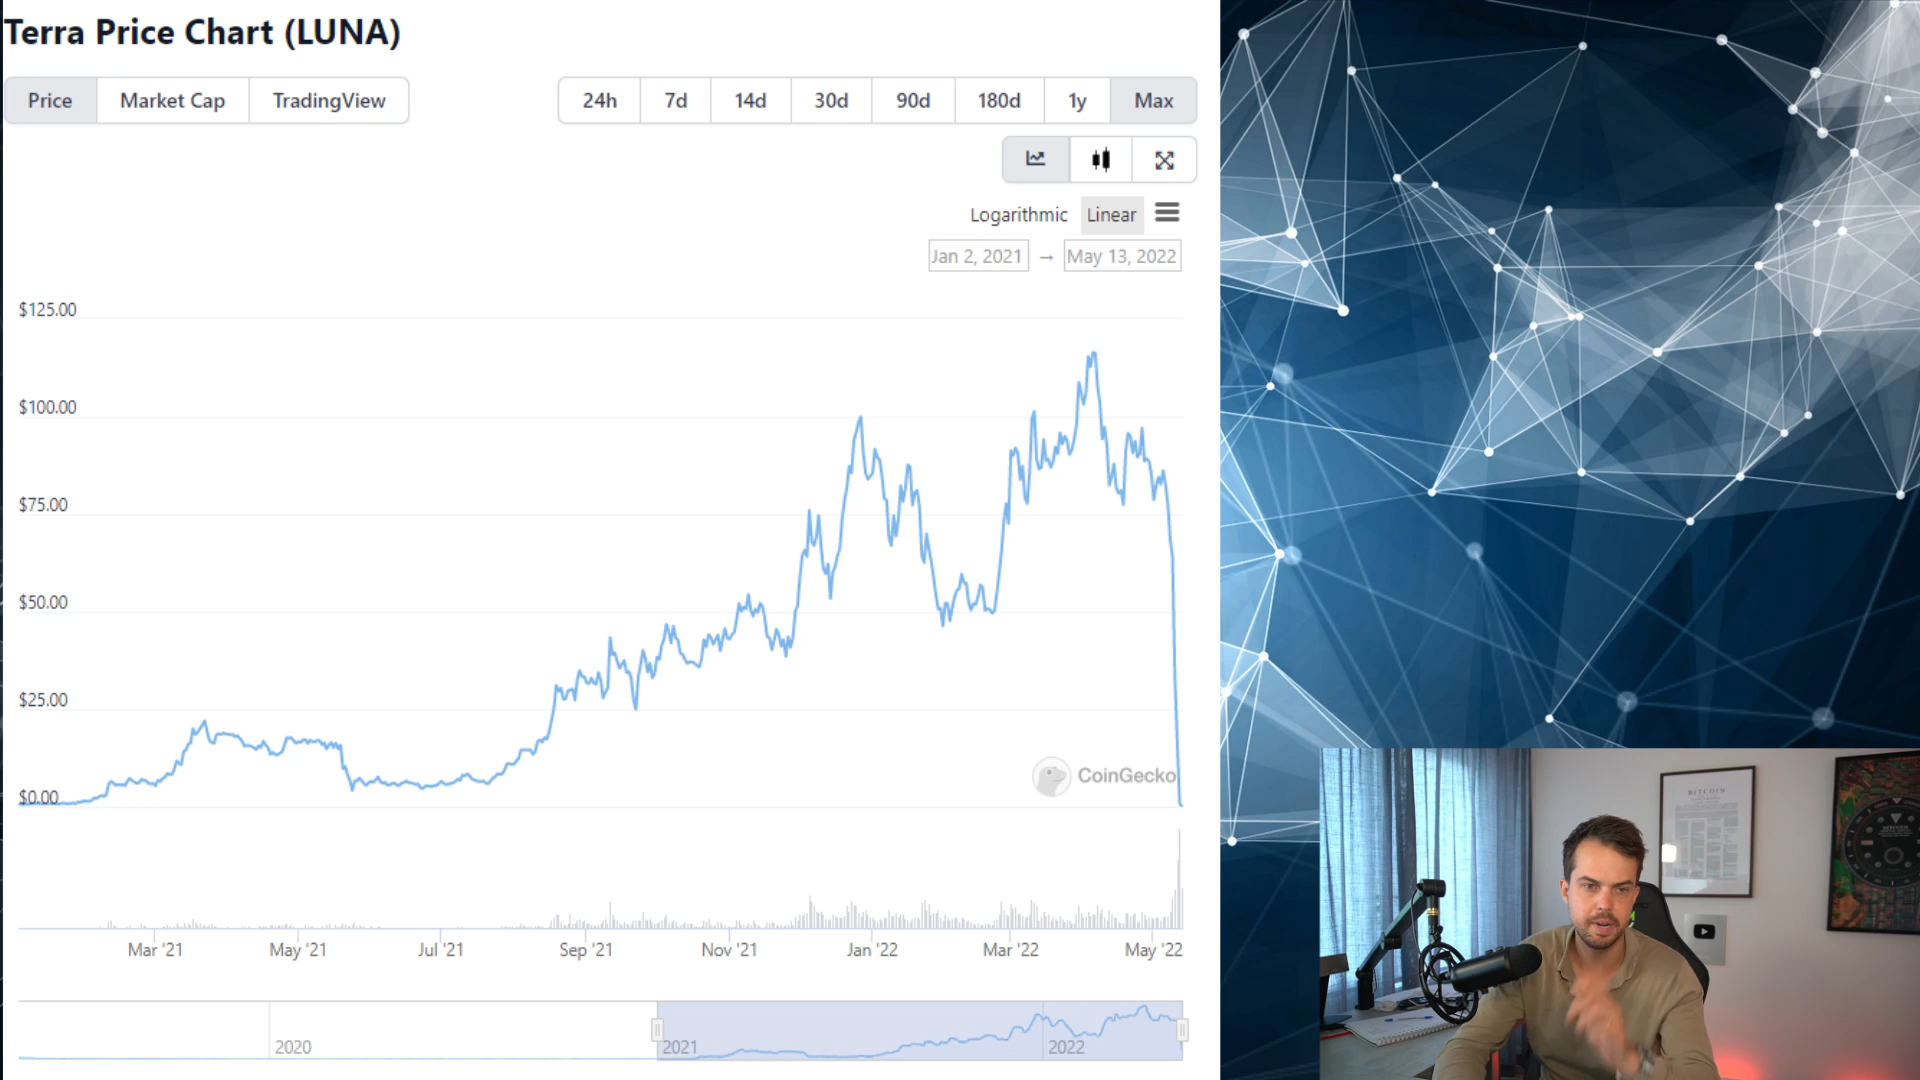 Terra Price Chart (LUNA)
Price Market Cap TradingView 24h 7d 14d 30d 90d 180d 1y Max
Logarithmic Linear
Jan 2, 2021 → May 13, 2022
$125.00
$100.00
$75.00
$50.00
$25.00
$0.00
CoinGecko
Mar '21 May '21 Jul '21 Sep '21 Nov '21 Jan '22 Mar '22 May '22
2020 2021 2022
BITCOIN